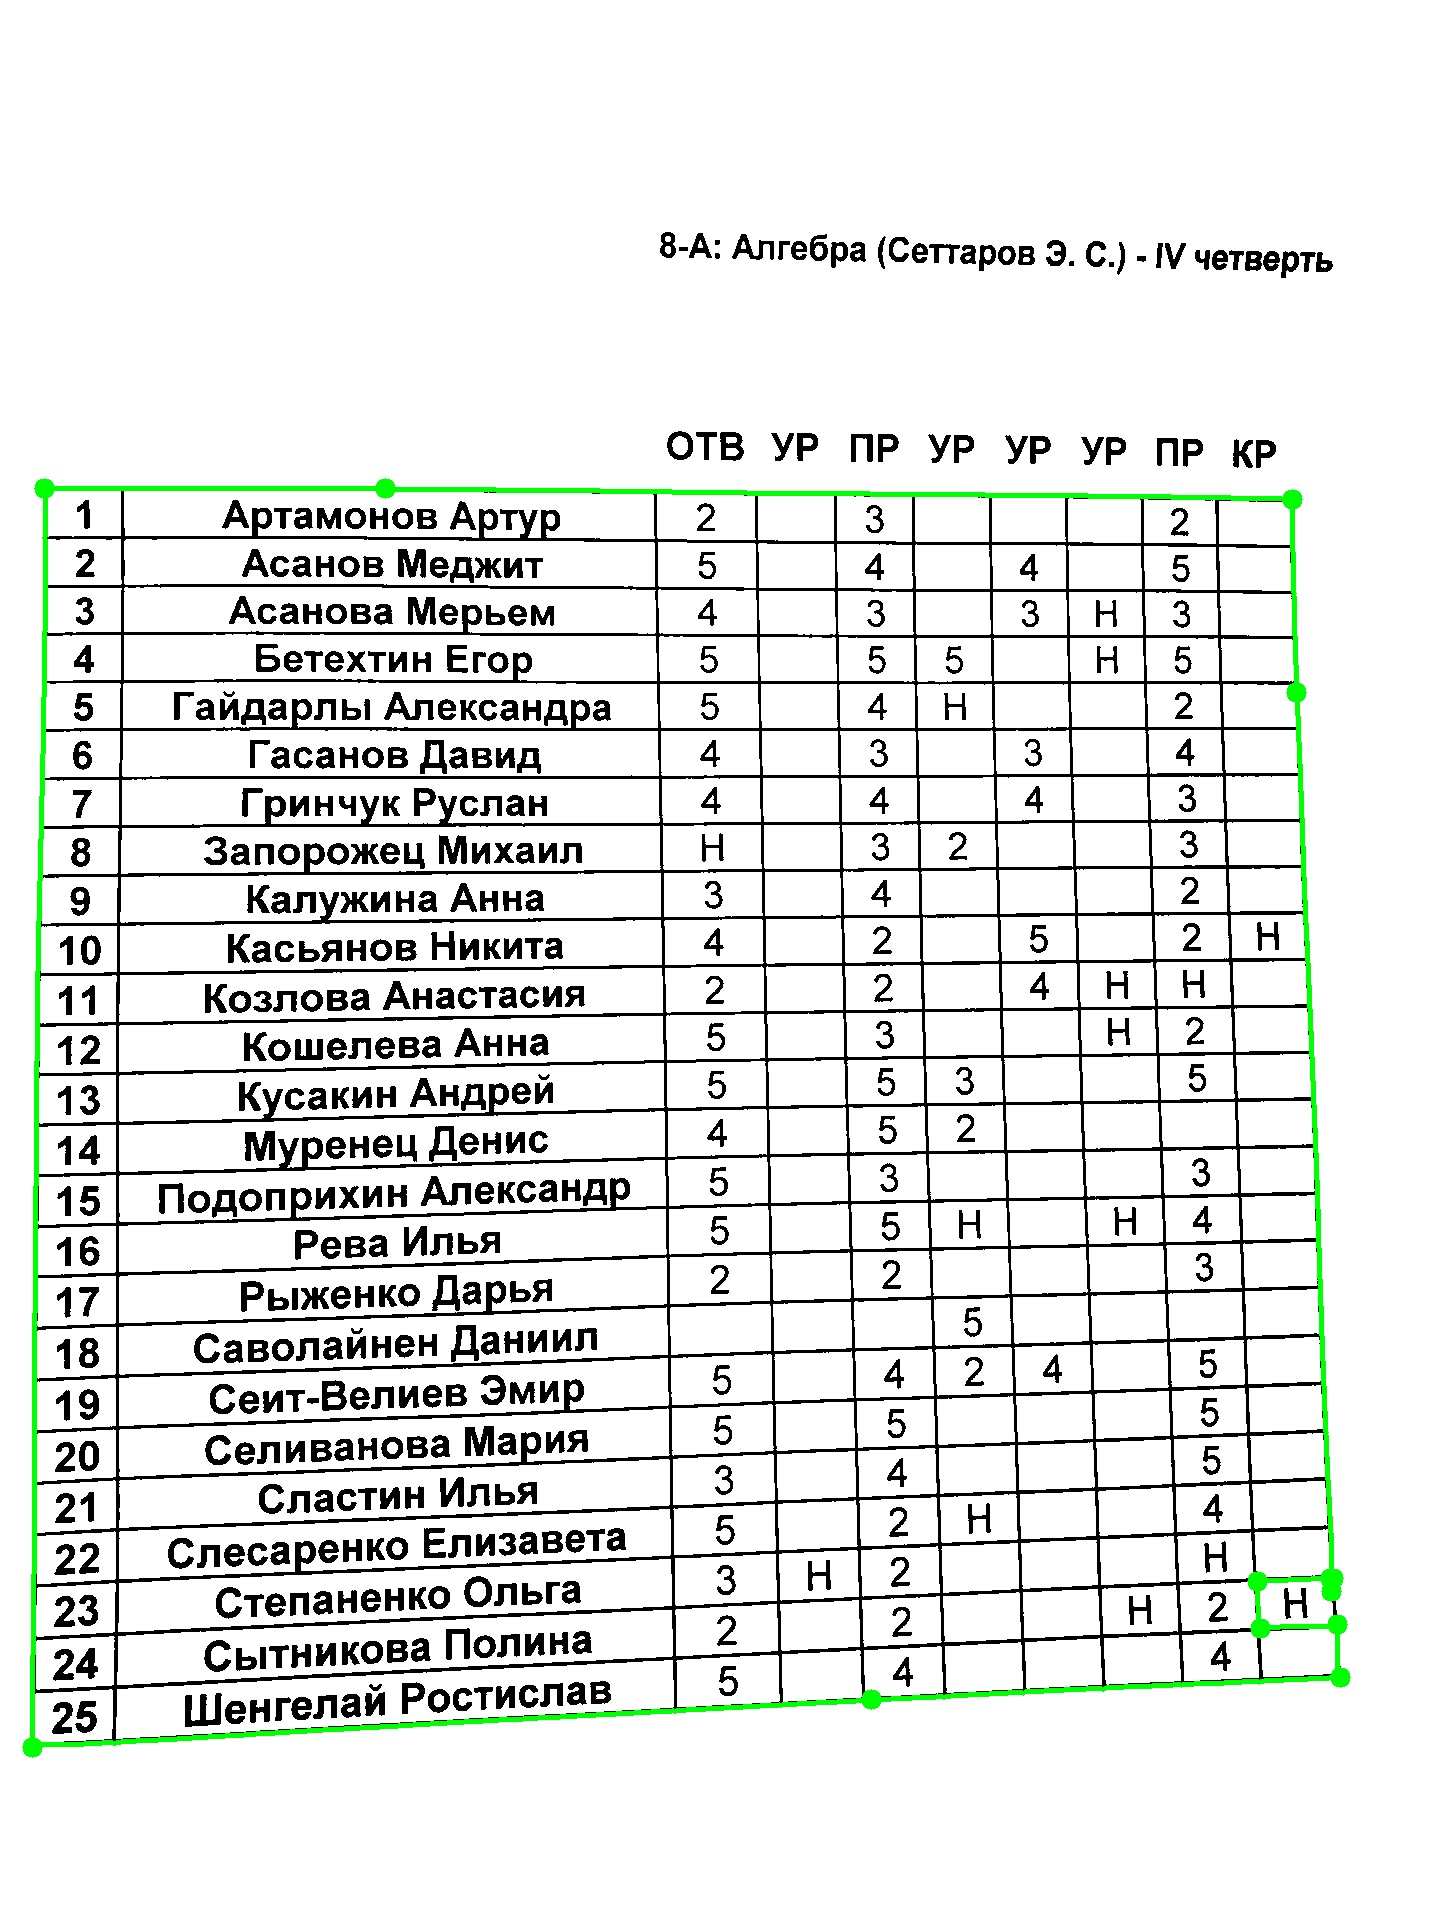 8-А: Алгебра (Сеттаров Э. С.) - IV четверть
ОТВ УР ПР УР УР УР ПР КР
1 Артамонов Артур 2 3 2
2 Асанов Меджит 5 4 4 5
3 Асанова Мерьем 4 3 3 Н 3
4 Бетехтин Егор 5 5 5 Н 5
5 Гайдарлы Александра 5 4 Н 2
6 Гасанов Давид 4 3 3 4
7 Гринчук Руслан 4 4 4 3
8 Запорожец Михаил Н 3 2 3
9 Калужина Анна 3 4 2
10 Касьянов Никита 4 2 5 2 Н
11 Козлова Анастасия 2 2 4 Н Н
12 Кошелева Анна 5 3 Н 2
13 Кусакин Андрей 5 5 3 5
14 Муренец Денис 4 5 2
15 Подоприхин Александр 5 3 3
16 Рева Илья 5 5 Н Н 4
17 Рыженко Дарья 2 2 3
18 Саволайнен Даниил 5
19 Сеит-Велиев Эмир 5 4 2 4 5
20 Селиванова Мария 5 5 5
21 Сластин Илья 3 4 5
22 Слесаренко Елизавета 5 2 Н 4
23 Степаненко Ольга 3 Н 2 Н
24 Сытникова Полина 2 2 Н 2 Н
25 Шенгелай Ростислав 5 4 4